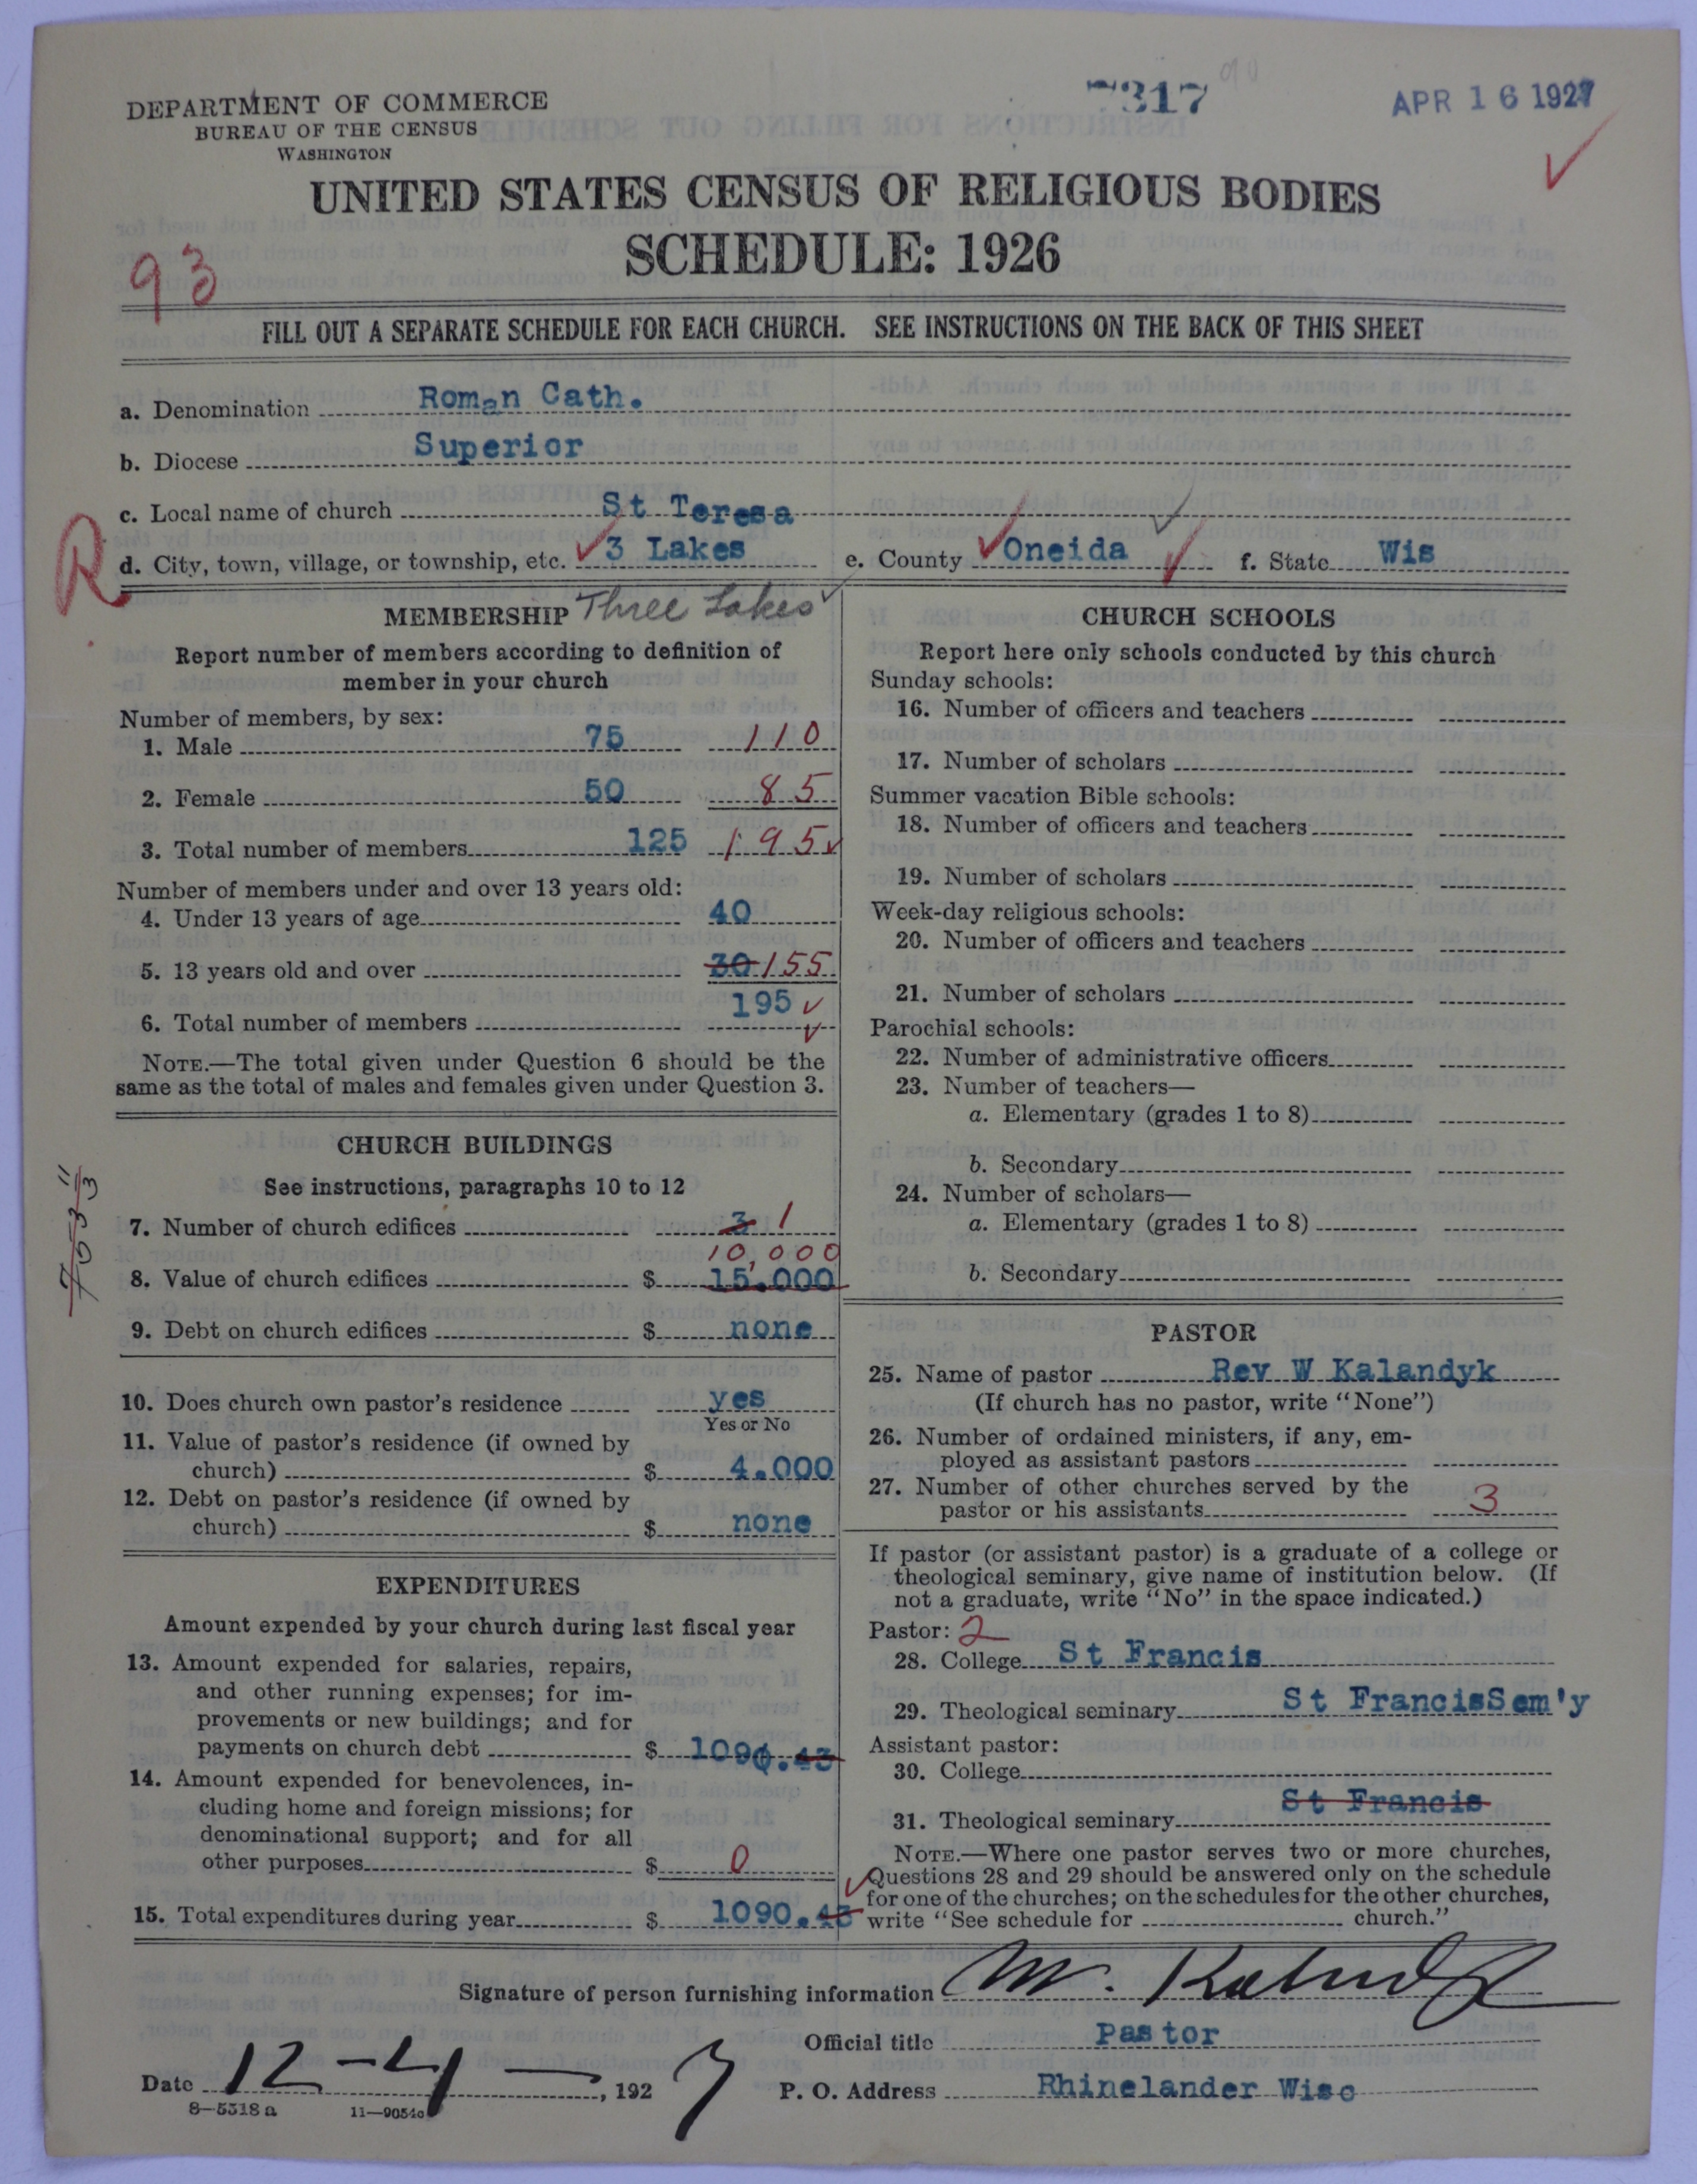 7317 90
APR 16 1927
DEPARTMENT OF COMMERCE
BUREAU OF THE CENSUS
WASHINGTON
UNITED STATES CENSUS OF RELIGIOUS BODIES
SCHEDULE: 1926
93
FILL OUT A SEPARATE SCHEDULE FOR EACH CHURCH. SEE INSTRUCTIONS ON THE BACK OF THIS SHEET
a. Denomination Roman Cath.
b. Diocese Superior
c. Local name of church St Teresa
R
d. City, town, village, or township, etc. 3 Lakes e. County Oneida f. State Wis
MEMBERSHIP Three Lakes
Report number of members according to definition of
member in your church
Number of members, by sex:
1. Male 75 110
2. Female 50 85
3. Total number of members 125 195
Number of members under and over 13 years old:
4. Under 13 years of age 40
5. 13 years old and over 30 155
195
6. Total number of members
NOTE.—The total given under Question 6 should be the
same as the total of males and females given under Question 3.
CHURCH BUILDINGS
See instructions, paragraphs 10 to 12
7. Number of church edifices 3 1
10,000
8. Value of church edifices $ 15.000
9. Debt on church edifices $ none
10. Does church own pastor's residence yes
Yes or No
11. Value of pastor's residence (if owned by
church) $ 4.000
12. Debt on pastor's residence (if owned by
church) $ none
EXPENDITURES
Amount expended by your church during last fiscal year
13. Amount expended for salaries, repairs,
and other running expenses; for im-
provements or new buildings; and for
payments on church debt $ 1090.43
14. Amount expended for benevolences, in-
cluding home and foreign missions; for
denominational support; and for all
other purposes $ 0
15. Total expenditures during year $ 1090.43
CHURCH SCHOOLS
Report here only schools conducted by this church
Sunday schools:
16. Number of officers and teachers
17. Number of scholars
Summer vacation Bible schools:
18. Number of officers and teachers
19. Number of scholars
Week-day religious schools:
20. Number of officers and teachers
21. Number of scholars
Parochial schools:
22. Number of administrative officers
23. Number of teachers—
a. Elementary (grades 1 to 8)
b. Secondary
24. Number of scholars—
a. Elementary (grades 1 to 8)
b. Secondary
PASTOR
25. Name of pastor Rev W Kalandyk
(If church has no pastor, write "None")
26. Number of ordained ministers, if any, em-
ployed as assistant pastors
27. Number of other churches served by the
pastor or his assistants 3
If pastor (or assistant pastor) is a graduate of a college or
theological seminary, give name of institution below. (If
not a graduate, write "No" in the space indicated.)
Pastor: 2
28. College St Francis
29. Theological seminary St FrancisSem'y
Assistant pastor:
30. College
St Francis
31. Theological seminary
NOTE.—Where one pastor serves two or more churches,
Questions 28 and 29 should be answered only on the schedule
for one of the churches; on the schedules for the other churches,
write "See schedule for church."
Signature of person furnishing information
Official title Pastor
Date 12-4-, 1927 P. O. Address Rhinelander Wisc
8—5318 a 11—9054c